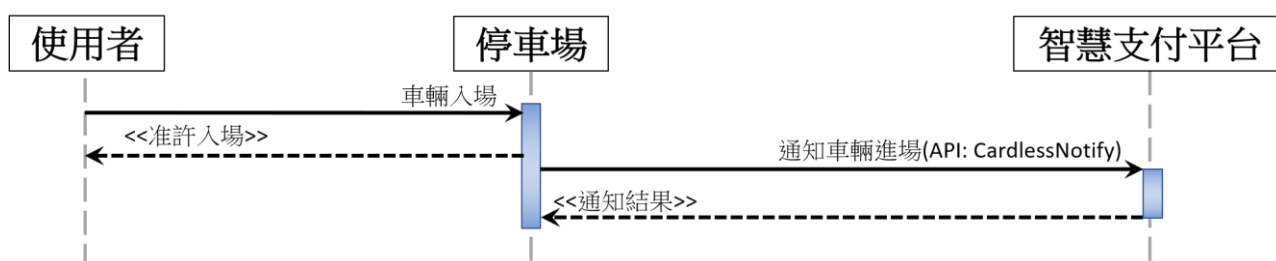 使用者
停車場
智慧支付平台
車輛入場
<<准許入場>>
通知車輛進場(API: CardlessNotify)
<<通知結果>>